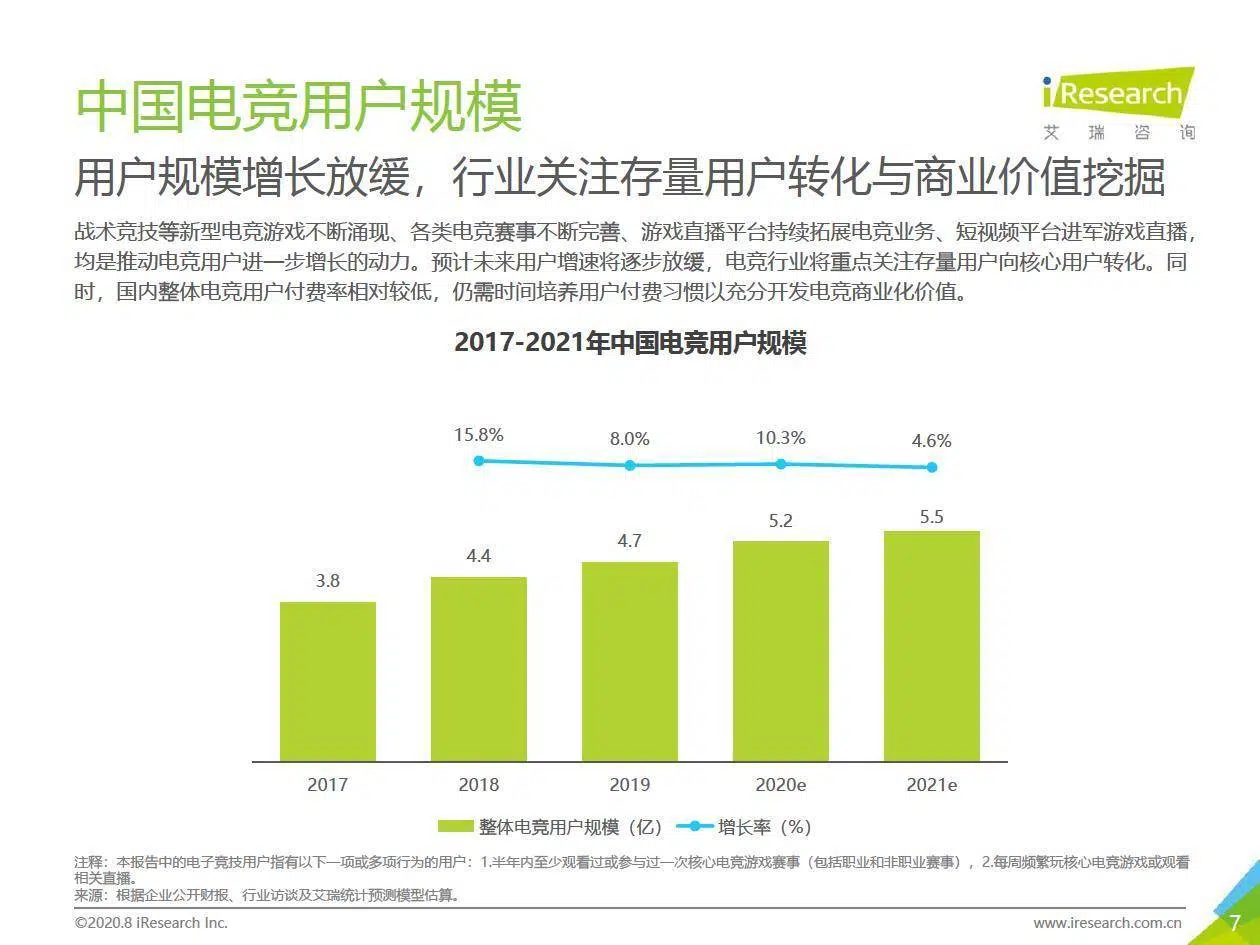 中国电竞用户规模
iResearch
艾瑞咨询
用户规模增长放缓，行业关注存量用户转化与商业价值挖掘
战术竞技等新型电竞游戏不断涌现、各类电竞赛事不断完善、游戏直播平台持续拓展电竞业务、短视频平台进军游戏直播，
均是推动电竞用户进一步增长的动力。预计未来用户增速将逐步放缓，电竞行业将重点关注存量用户向核心用户转化。同
时，国内整体电竞用户付费率相对较低，仍需时间培养用户付费习惯以充分开发电竞商业化价值。
2017-2021年中国电竞用户规模
15.8% 8.0% 10.3% 4.6%
3.8 4.4 4.7 5.2 5.5
2017 2018 2019 2020e 2021e
整体电竞用户规模（亿） 增长率（%）
注释：本报告中的电子竞技用户指有以下一项或多项行为的用户：1.半年内至少观看过或参与过一次核心电竞游戏赛事（包括职业和非职业赛事），2.每周频繁玩核心电竞游戏或观看
相关直播。
来源：根据企业公开财报、行业访谈及艾瑞统计预测模型估算。
©2020.8 iResearch Inc. www.iresearch.com.cn 7